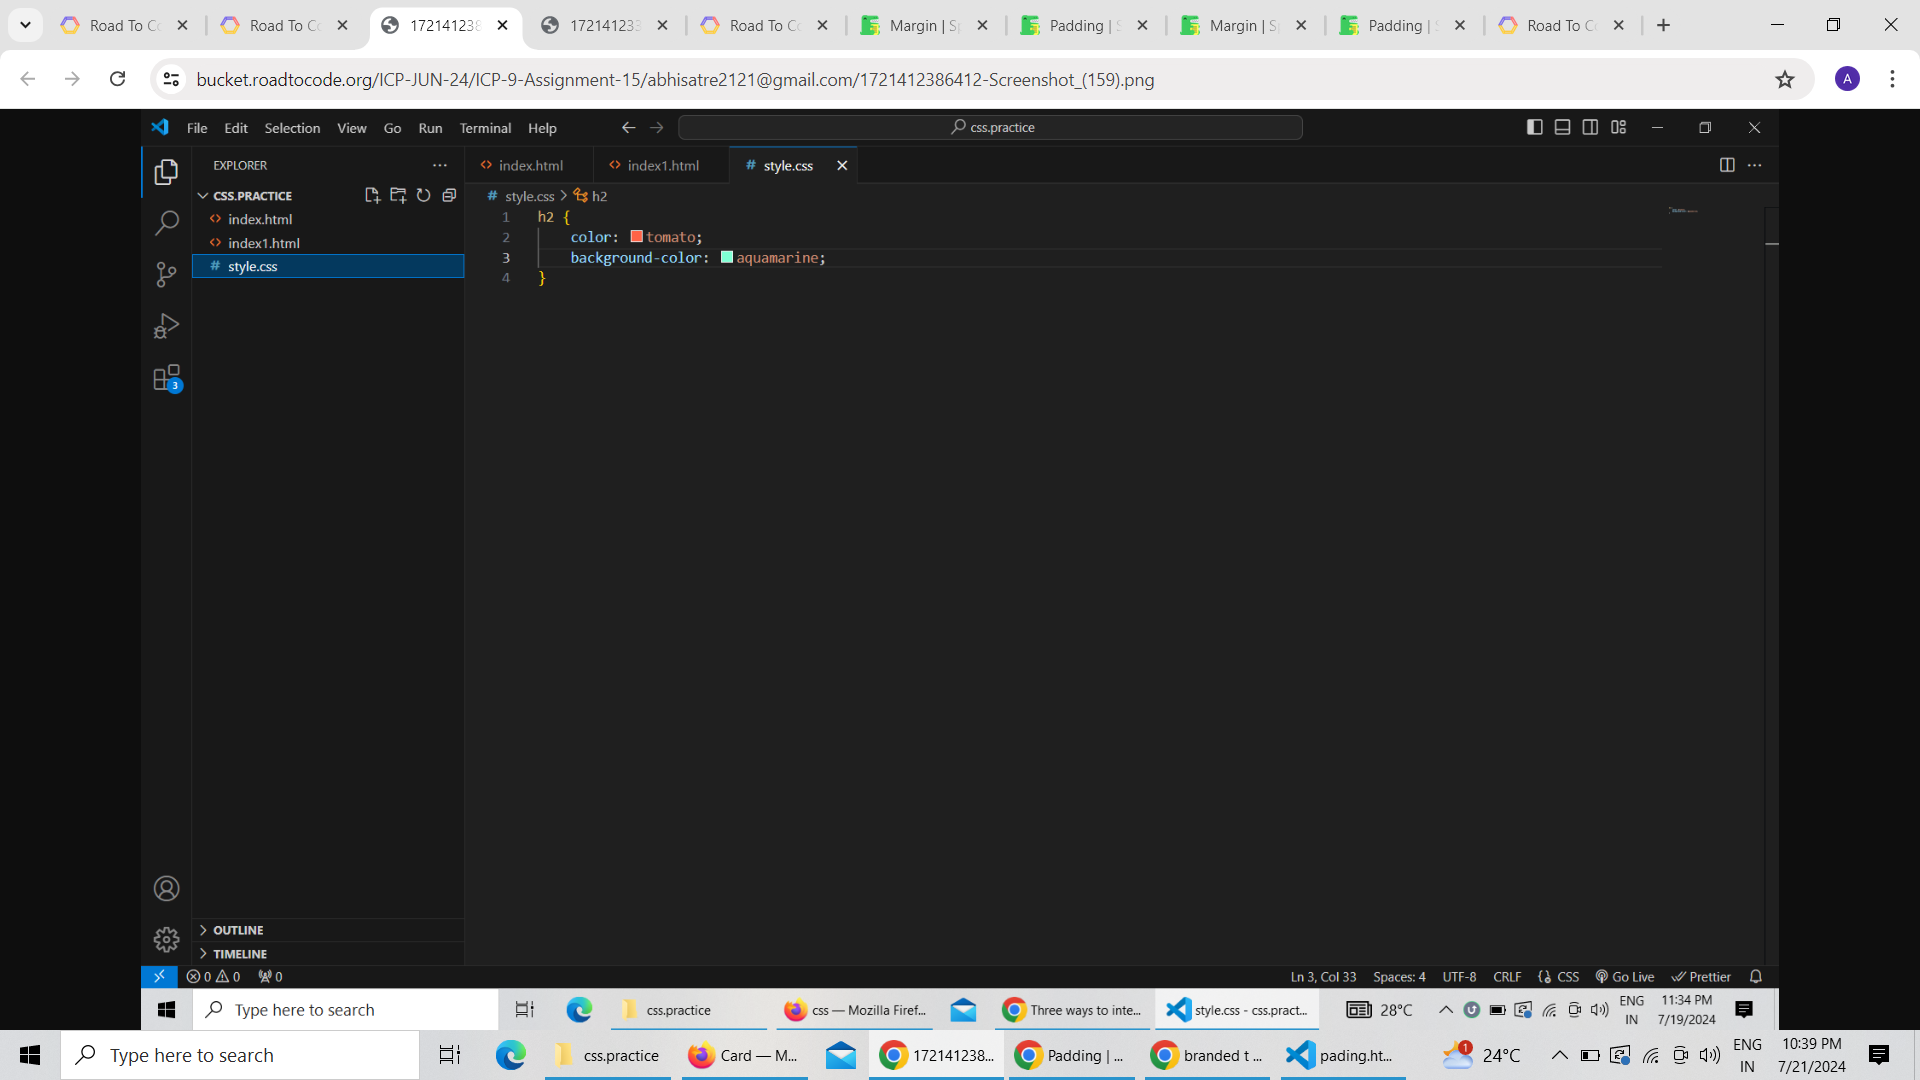 Road To Co
Road To Co
172141238
172141233
Road To Co
Margin | Sp
Padding | S
Margin | Sp
Padding | S
Road To Co
bucket.roadtocode.org/ICP-JUN-24/ICP-9-Assignment-15/abhisatre2121@gmail.com/1721412386412-Screenshot_(159).png
A
File Edit Selection View Go Run Terminal Help
css.practice
EXPLORER
index.html
index1.html
# style.css
CSS.PRACTICE
index.html
index1.html
# style.css
# style.css > h2
1 h2 {
2 color: tomato;
3 background-color: aquamarine;
4 }
3
OUTLINE
TIMELINE
0 0 0
Ln 3, Col 33 Spaces: 4 UTF-8 CRLF {} CSS Go Live Prettier
Type here to search
css.practice
css — Mozilla Firef...
Three ways to inte...
style.css - css.pract...
28°C
ENG
IN
11:34 PM
7/19/2024
Type here to search
css.practice
Card — M...
172141238...
Padding | ...
branded t ...
pading.ht...
1
24°C
ENG
IN
10:39 PM
7/21/2024